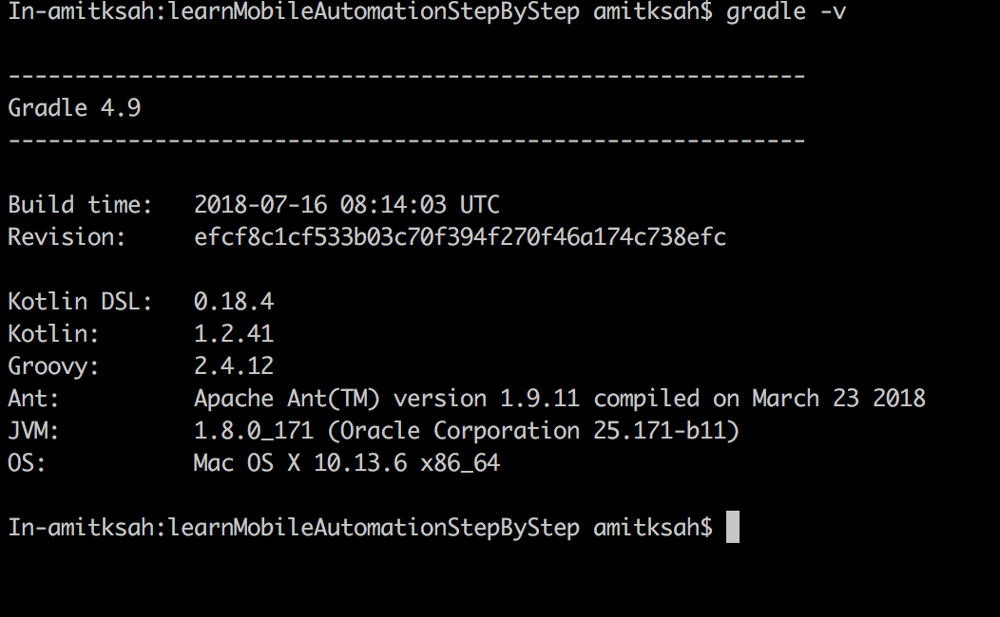 In-amitksah:learnMobileAutomationStepByStep amitksah$ gradle -v
------------------------------------------------------------
Gradle 4.9
------------------------------------------------------------
Build time:   2018-07-16 08:14:03 UTC
Revision:     efcf8c1cf533b03c70f394f270f46a174c738efc
Kotlin DSL:   0.18.4
Kotlin:       1.2.41
Groovy:       2.4.12
Ant:          Apache Ant(TM) version 1.9.11 compiled on March 23 2018
JVM:          1.8.0_171 (Oracle Corporation 25.171-b11)
OS:           Mac OS X 10.13.6 x86_64
In-amitksah:learnMobileAutomationStepByStep amitksah$